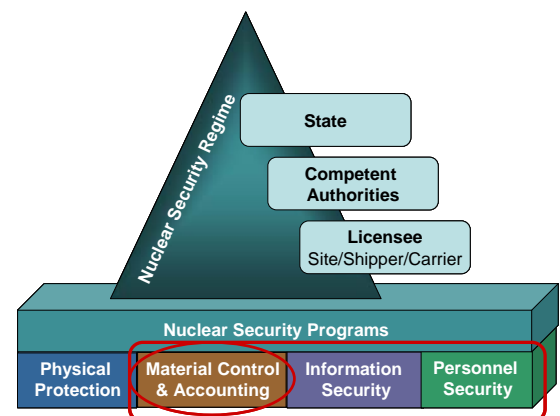 Nuclear Security Regime
State
Competent
Authorities
Licensee
Site/Shipper/Carrier
Nuclear Security Programs
Physical
Protection
Material Control
& Accounting
Information
Security
Personnel
Security